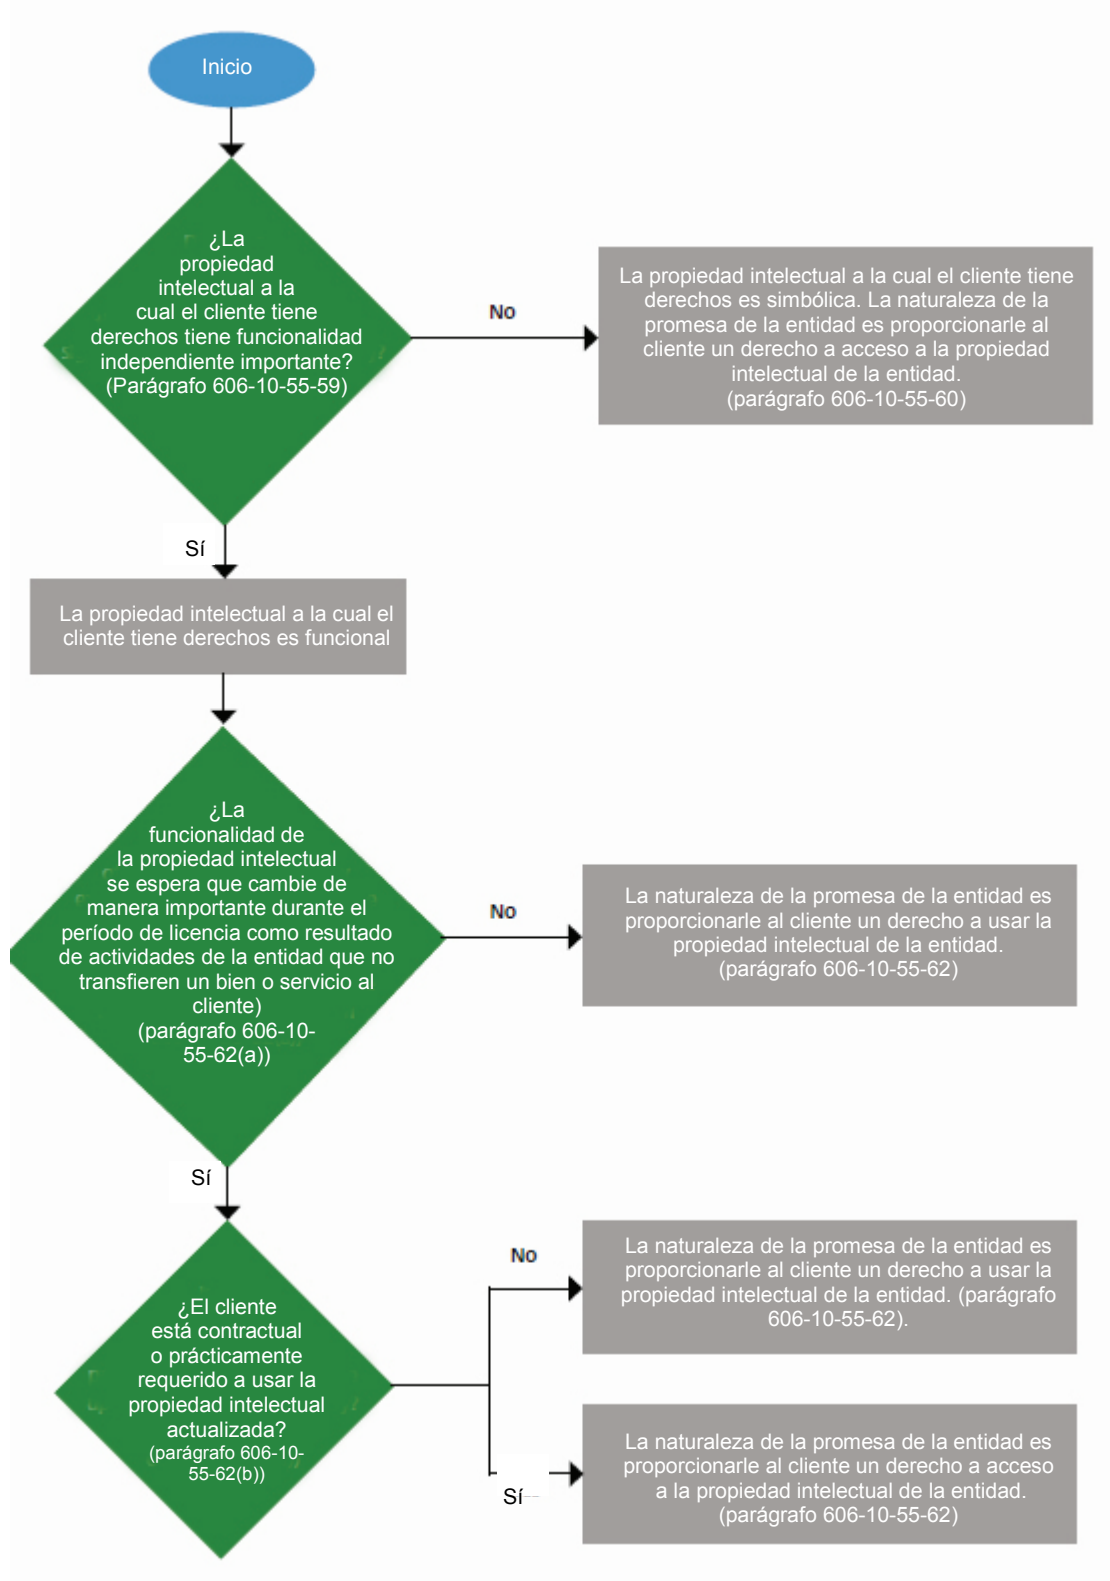 Inicio
¿La
propiedad
intelectual a la
cual el cliente tiene
derechos tiene funcionalidad
independiente importante?
(Parágrafo 606-10-55-59)
No
La propiedad intelectual a la cual el cliente tiene
derechos es simbólica. La naturaleza de la
promesa de la entidad es proporcionarle al
cliente un derecho a acceso a la propiedad
intelectual de la entidad.
(parágrafo 606-10-55-60)
Sí
La propiedad intelectual a la cual el
cliente tiene derechos es funcional
¿La
funcionalidad de
la propiedad intelectual
se espera que cambie de
manera importante durante el
período de licencia como resultado
de actividades de la entidad que no
transfieren un bien o servicio al
cliente)
(parágrafo 606-10-
55-62(a))
No
La naturaleza de la promesa de la entidad es
proporcionarle al cliente un derecho a usar la
propiedad intelectual de la entidad.
(parágrafo 606-10-55-62)
Sí
¿El cliente
está contractual
o prácticamente
requerido a usar la
propiedad intelectual
actualizada?
(parágrafo 606-10-
55-62(b))
No
La naturaleza de la promesa de la entidad es
proporcionarle al cliente un derecho a usar la
propiedad intelectual de la entidad. (parágrafo
606-10-55-62).
Sí
La naturaleza de la promesa de la entidad es
proporcionarle al cliente un derecho a acceso
a la propiedad intelectual de la entidad.
(parágrafo 606-10-55-62)